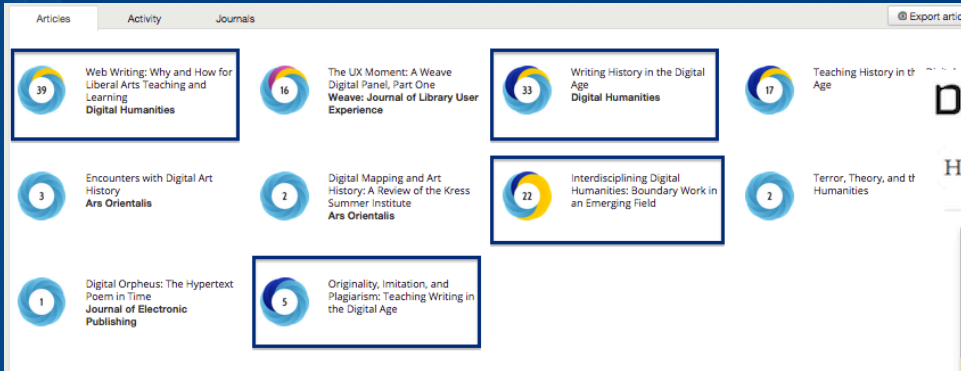 Articles
Activity
Journals
Export artic
39
Web Writing: Why and How for
Liberal Arts Teaching and
Learning
Digital Humanities
16
The UX Moment: A Weave
Digital Panel, Part One
Weave: Journal of Library User
Experience
33
Writing History in the Digital
Age
Digital Humanities
17
Teaching History in th
Age
3
Encounters with Digital Art
History
Ars Orientalis
2
Digital Mapping and Art
History: A Review of the Kress
Summer Institute
Ars Orientalis
22
Interdisciplining Digital
Humanities: Boundary Work in
an Emerging Field
2
Terror, Theory, and th
Humanities
H
1
Digital Orpheus: The Hypertext
Poem in Time
Journal of Electronic
Publishing
5
Originality, Imitation, and
Plagiarism: Teaching Writing in
the Digital Age